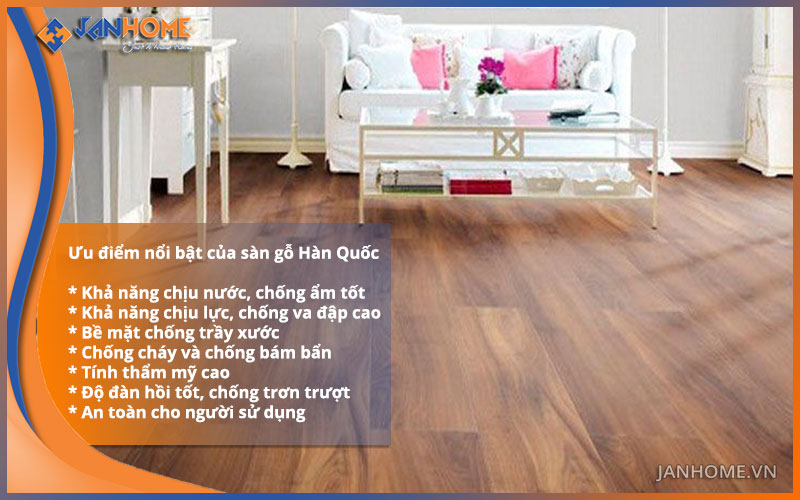 JANHOME
Ưu điểm nổi bật của sàn gỗ Hàn Quốc
* Khả năng chịu nước, chống ẩm tốt
* Khả năng chịu lực, chống va đập cao
* Bề mặt chống trầy xước
* Chống cháy và chống bám bẩn
* Tính thẩm mỹ cao
* Độ đàn hồi tốt, chống trơn trượt
* An toàn cho người sử dụng
JANHOME.VN